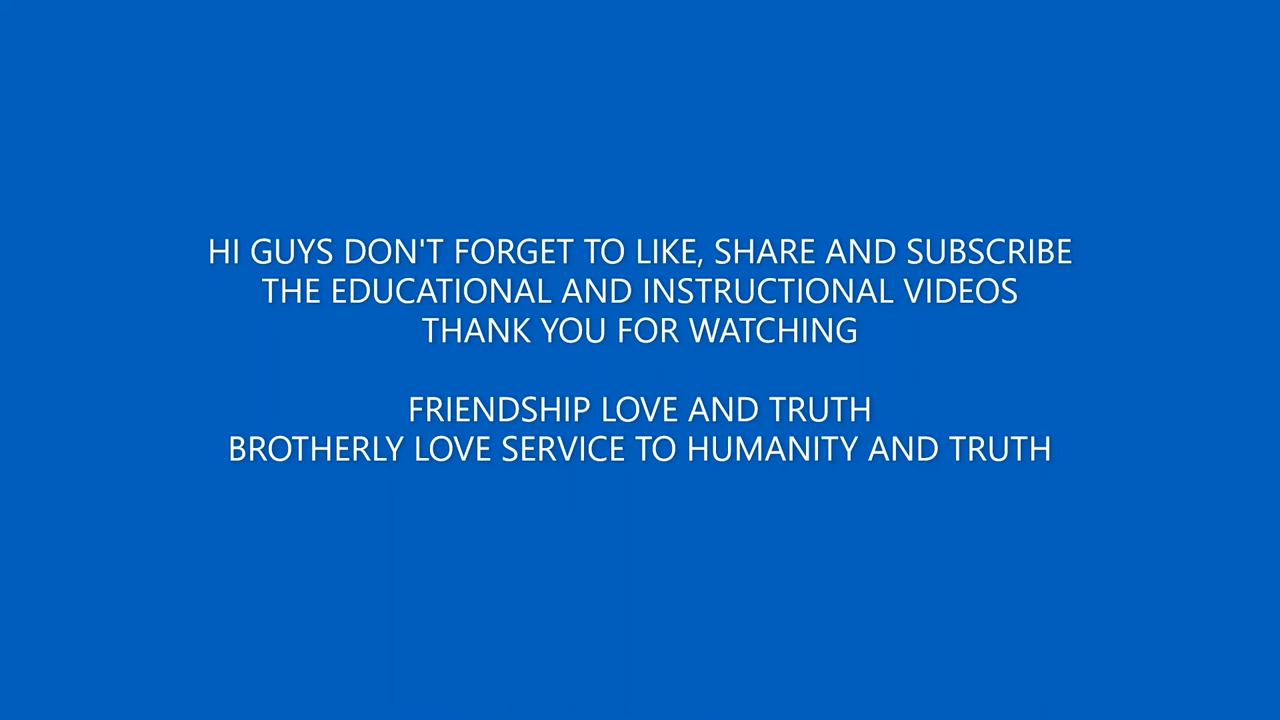 HI GUYS DON'T FORGET TO LIKE, SHARE AND SUBSCRIBE
THE EDUCATIONAL AND INSTRUCTIONAL VIDEOS
THANK YOU FOR WATCHING
FRIENDSHIP LOVE AND TRUTH
BROTHERLY LOVE SERVICE TO HUMANITY AND TRUTH